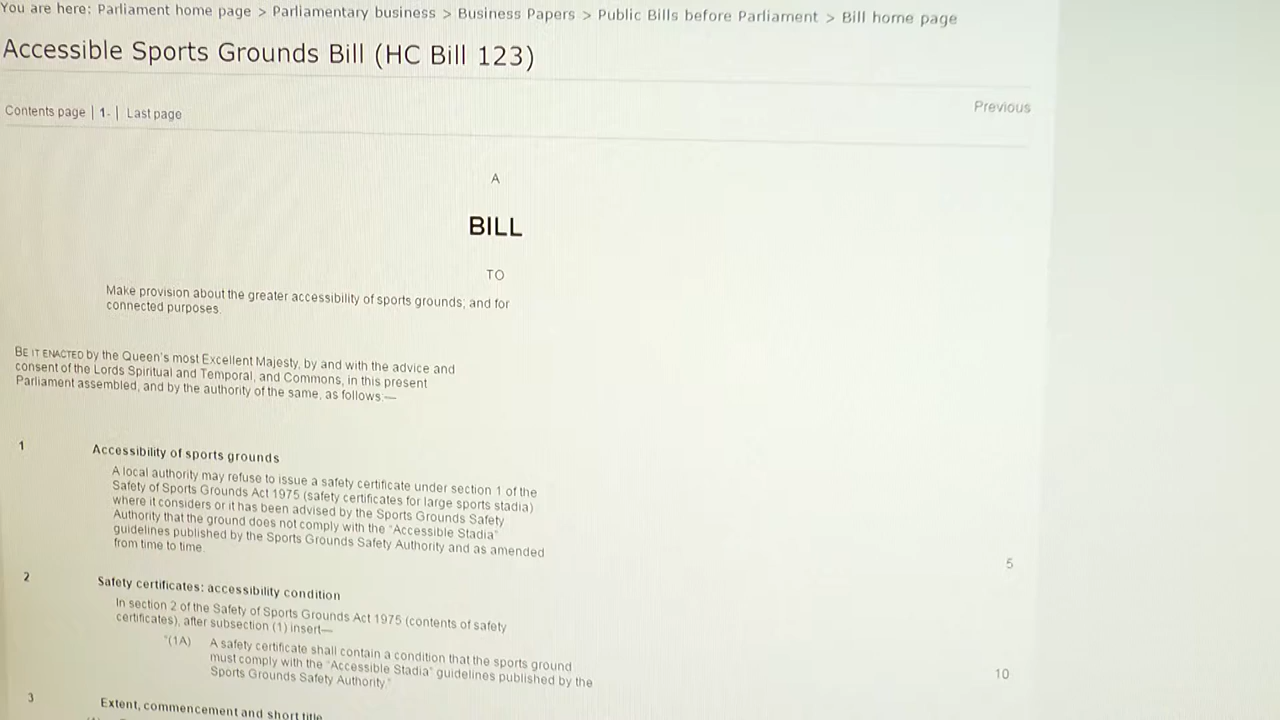 You are here: Parliament home page > Parliamentary business > Business Papers > Public Bills before Parliament > Bill home page
Accessible Sports Grounds Bill (HC Bill 123)
Contents page | 1- | Last page
Previous
A
BILL
TO
Make provision about the greater accessibility of sports grounds; and for
connected purposes.
BE IT ENACTED by the Queen's most Excellent Majesty, by and with the advice and
consent of the Lords Spiritual and Temporal, and Commons, in this present
Parliament assembled, and by the authority of the same, as follows:—
1 Accessibility of sports grounds
A local authority may refuse to issue a safety certificate under section 1 of the
Safety of Sports Grounds Act 1975 (safety certificates for large sports stadia)
where it considers or it has been advised by the Sports Grounds Safety
Authority that the ground does not comply with the “Accessible Stadia”
guidelines published by the Sports Grounds Safety Authority and as amended
from time to time.
5
2 Safety certificates: accessibility condition
In section 2 of the Safety of Sports Grounds Act 1975 (contents of safety
certificates), after subsection (1) insert—
“(1A) A safety certificate shall contain a condition that the sports ground
must comply with the “Accessible Stadia” guidelines published by the
Sports Grounds Safety Authority.”
10
3 Extent, commencement and short title